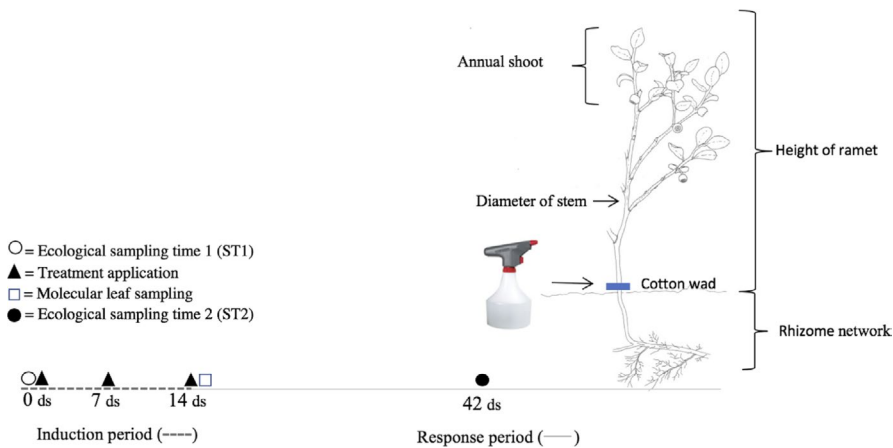 Annual shoot
Height of ramet
Diameter of stem
= Ecological sampling time 1 (ST1)
= Treatment application
= Molecular leaf sampling
= Ecological sampling time 2 (ST2)
Cotton wad
Rhizome network
0 ds
7 ds
14 ds
42 ds
Induction period (----)
Response period (——)